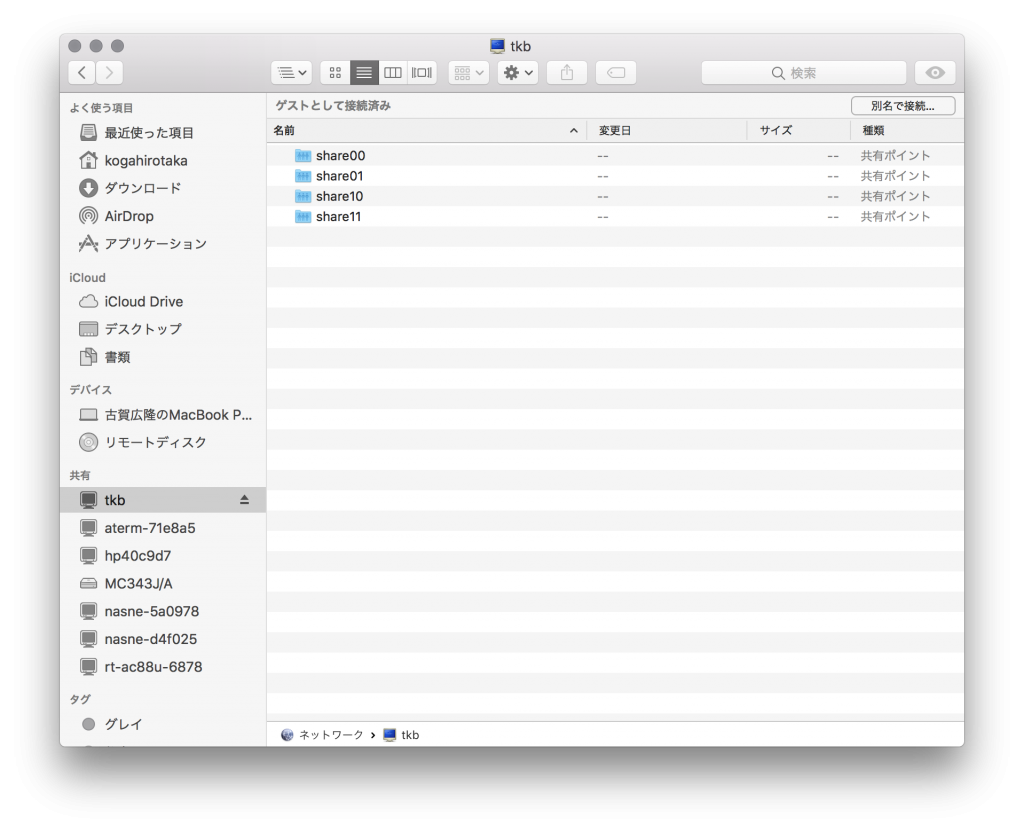 tkb
検索
よく使う項目
最近使った項目
kogahirotaka
ダウンロード
AirDrop
アプリケーション
iCloud
iCloud Drive
デスクトップ
書類
デバイス
古賀広隆のMacBook P...
リモートディスク
共有
tkb
aterm-71e8a5
hp40c9d7
MC343J/A
nasne-5a0978
nasne-d4f025
rt-ac88u-6878
タグ
グレイ
ゲストとして接続済み 別名で接続...
名前 変更日 サイズ 種類
share00 -- -- 共有ポイント
share01 -- -- 共有ポイント
share10 -- -- 共有ポイント
share11 -- -- 共有ポイント
ネットワーク › tkb